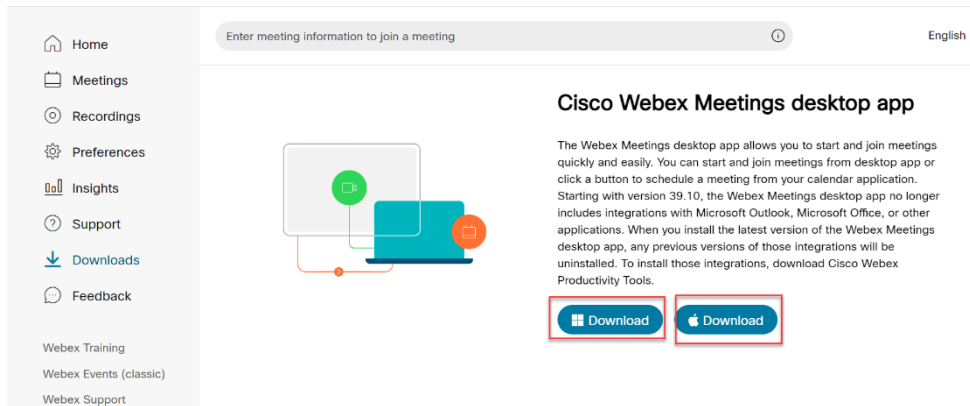 Home
Meetings
Recordings
Preferences
Insights
Support
Downloads
Feedback
Webex Training
Webex Events (classic)
Webex Support
Enter meeting information to join a meeting
English
Cisco Webex Meetings desktop app
The Webex Meetings desktop app allows you to start and join meetings
quickly and easily. You can start and join meetings from desktop app or
click a button to schedule a meeting from your calendar application.
Starting with version 39.10, the Webex Meetings desktop app no longer
includes integrations with Microsoft Outlook, Microsoft Office, or other
applications. When you install the latest version of the Webex Meetings
desktop app, any previous versions of those integrations will be
uninstalled. To install those integrations, download Cisco Webex
Productivity Tools.
Download
Download